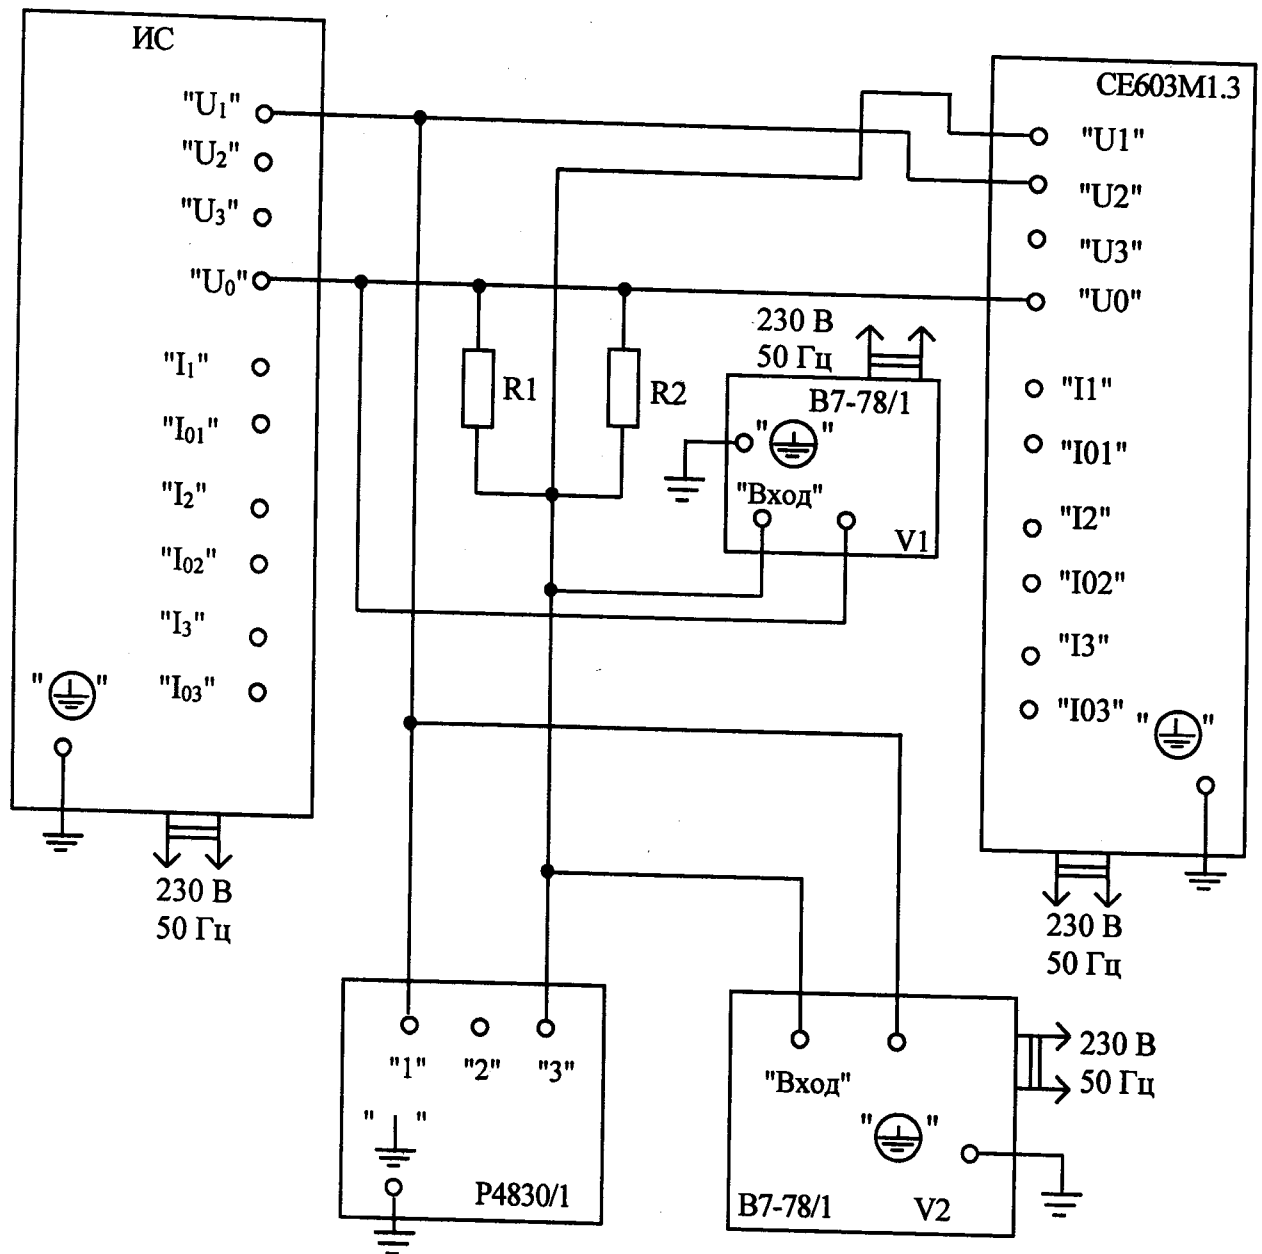 ИС
"U₁"
"U₂"
"U₃"
"U₀"
"I₁"
"I₀₁"
"I₂"
"I₀₂"
"I₃"
"I₀₃"
" "
230 В
50 Гц
R1
R2
230 В
50 Гц
В7-78/1
" "
"Вход"
V1
CE603M1.3
"U1"
"U2"
"U3"
"U0"
"I1"
"I01"
"I2"
"I02"
"I3"
"I03"
" "
230 В
50 Гц
"1" "2" "3"
" "
P4830/1
"Вход"
" "
В7-78/1
V2
230 В
50 Гц